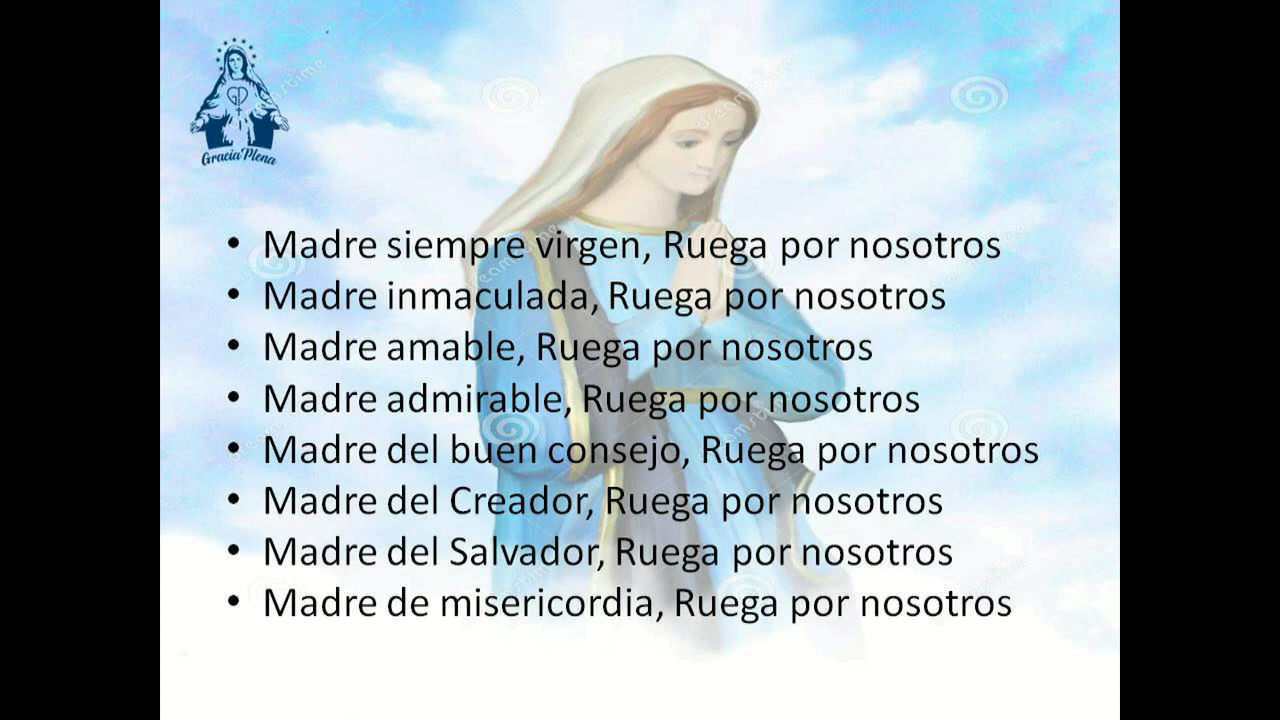 Gracia Plena
• Madre siempre virgen, Ruega por nosotros
• Madre inmaculada, Ruega por nosotros
• Madre amable, Ruega por nosotros
• Madre admirable, Ruega por nosotros
• Madre del buen consejo, Ruega por nosotros
• Madre del Creador, Ruega por nosotros
• Madre del Salvador, Ruega por nosotros
• Madre de misericordia, Ruega por nosotros